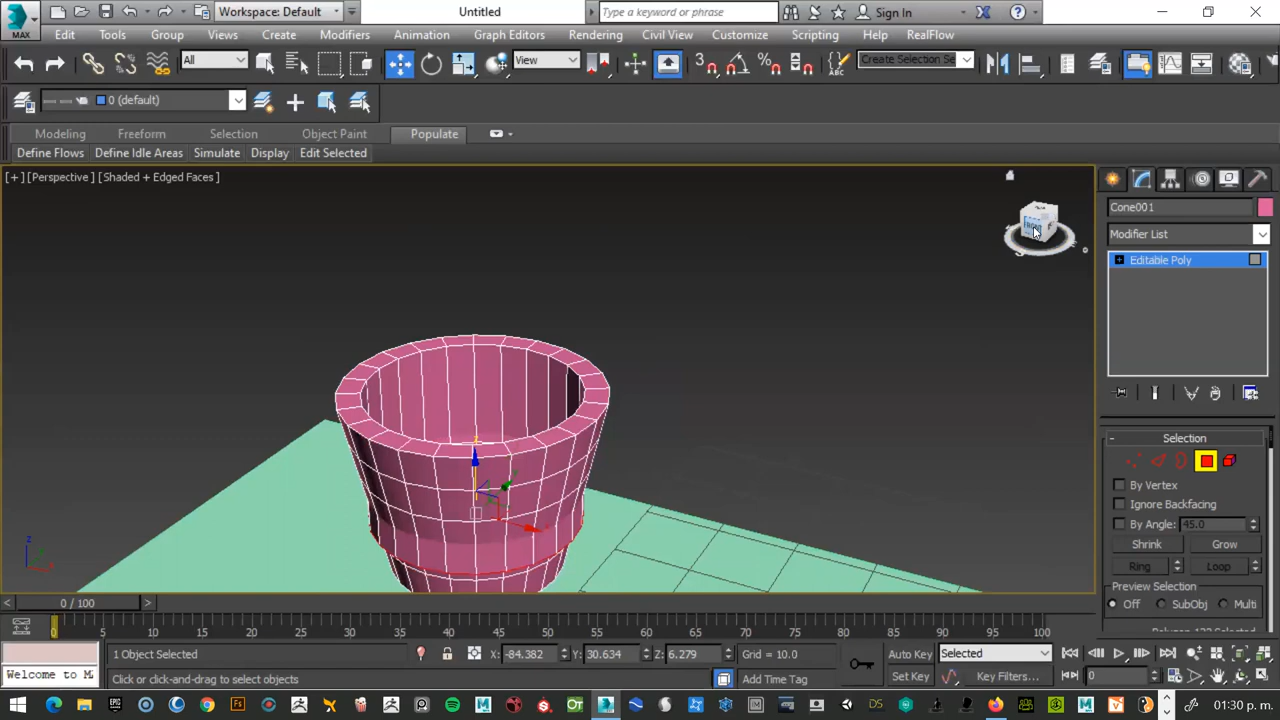 MAX
Workspace: Default
Untitled
Type a keyword or phrase
Sign In
Edit Tools Group Views Create Modifiers Animation Graph Editors Rendering Civil View Customize Scripting Help RealFlow
All
View
3
Create Selection Se
0 (default)
Modeling Freeform Selection Object Paint Populate
Define Flows Define Idle Areas Simulate Display Edit Selected
[+] [Perspective ] [Shaded + Edged Faces ]
FRONT
Cone001
Modifier List
Editable Poly
Selection
By Vertex
Ignore Backfacing
By Angle: 45.0
Shrink Grow
Ring Loop
Preview Selection
Off SubObj Multi
z
0 / 100
0 5 10 15 20 25 30 35 40 45 50 55 60 65 70 75 80 85 90 95 100
1 Object Selected
X: -84.382 Y: 30.634 Z: 6.279 Grid = 10.0
Auto Key Selected
Welcome to M
Click or click-and-drag to select objects
Add Time Tag
Set Key Key Filters... 0
01:30 p. m.